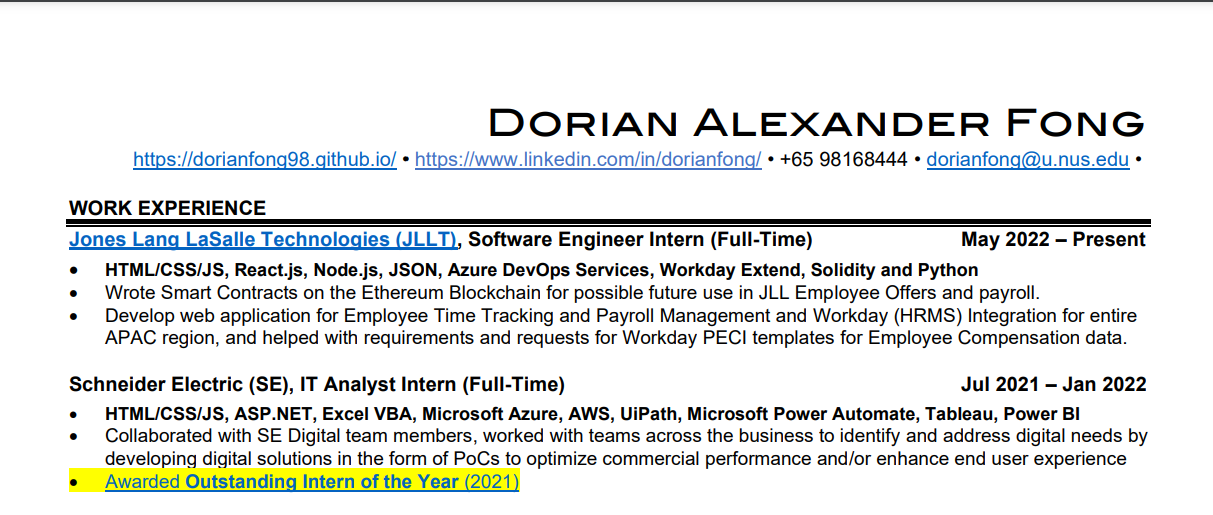 DORIAN ALEXANDER FONG
https://dorianfong98.github.io/ • https://www.linkedin.com/in/dorianfong/ • +65 98168444 • dorianfong@u.nus.edu •
WORK EXPERIENCE
Jones Lang LaSalle Technologies (JLLT), Software Engineer Intern (Full-Time) May 2022 – Present
• HTML/CSS/JS, React.js, Node.js, JSON, Azure DevOps Services, Workday Extend, Solidity and Python
• Wrote Smart Contracts on the Ethereum Blockchain for possible future use in JLL Employee Offers and payroll.
• Develop web application for Employee Time Tracking and Payroll Management and Workday (HRMS) Integration for entire
APAC region, and helped with requirements and requests for Workday PECI templates for Employee Compensation data.
Schneider Electric (SE), IT Analyst Intern (Full-Time) Jul 2021 – Jan 2022
• HTML/CSS/JS, ASP.NET, Excel VBA, Microsoft Azure, AWS, UiPath, Microsoft Power Automate, Tableau, Power BI
• Collaborated with SE Digital team members, worked with teams across the business to identify and address digital needs by
developing digital solutions in the form of PoCs to optimize commercial performance and/or enhance end user experience
• Awarded Outstanding Intern of the Year (2021)